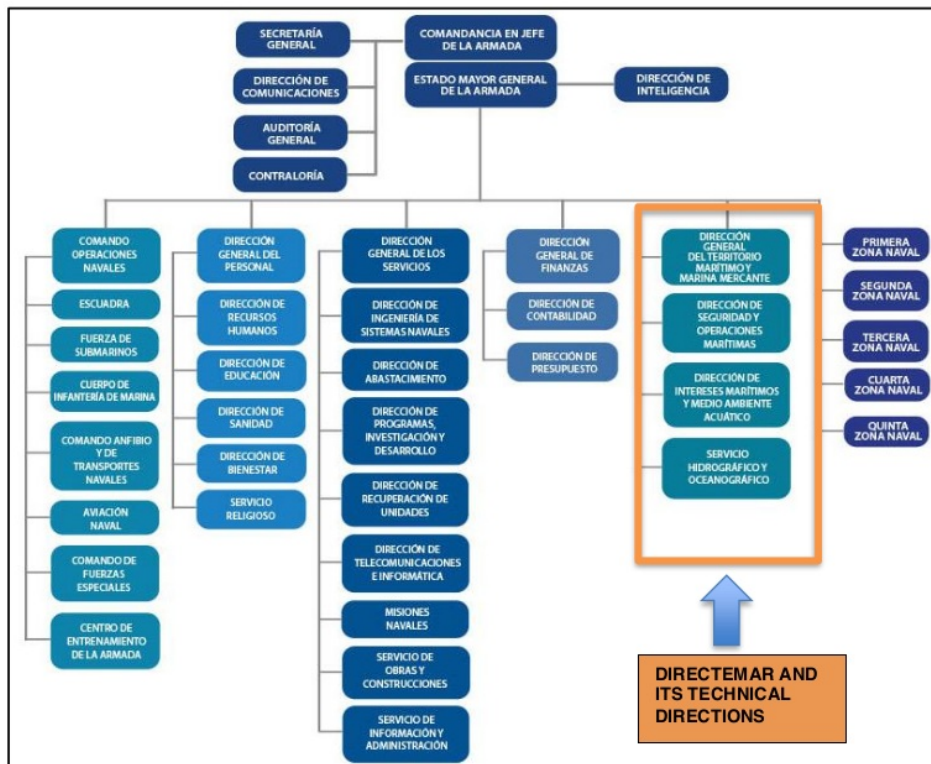 SECRETARÍA
GENERAL
COMANDANCIA EN JEFE
DE LA ARMADA
DIRECCIÓN DE
COMUNICACIONES
ESTADO MAYOR GENERAL
DE LA ARMADA
DIRECCIÓN DE
INTELIGENCIA
AUDITORÍA
GENERAL
CONTRALORÍA
COMANDO
OPERACIONES
NAVALES
ESCUADRA
FUERZA DE
SUBMARINOS
CUERPO DE
INFANTERÍA DE MARINA
COMANDO ANFIBIO
Y DE
TRANSPORTES
NAVALES
AVIACIÓN
NAVAL
COMANDO DE
FUERZAS
ESPECIALES
CENTRO DE
ENTRENAMIENTO
DE LA ARMADA
DIRECCIÓN
GENERAL DEL
PERSONAL
DIRECCIÓN DE
RECURSOS
HUMANOS
DIRECCIÓN DE
EDUCACIÓN
DIRECCIÓN DE
SANIDAD
DIRECCIÓN DE
BIENESTAR
SERVICIO
RELIGIOSO
DIRECCIÓN
GENERAL DE LOS
SERVICIOS
DIRECCIÓN DE
INGENIERÍA DE
SISTEMAS NAVALES
DIRECCIÓN DE
ABASTACIMIENTO
DIRECCIÓN DE
PROGRAMAS,
INVESTIGACIÓN Y
DESARROLLO
DIRECCIÓN DE
RECUPERACIÓN DE
UNIDADES
DIRECCIÓN DE
TELECOMUNICACIONES
E INFORMÁTICA
MISIONES
NAVALES
SERVICIO DE
OBRAS Y
CONSTRUCCIONES
SERVICIO DE
INFORMACIÓN Y
ADMINISTRACIÓN
DIRECCIÓN
GENERAL DE
FINANZAS
DIRECCIÓN DE
CONTABILIDAD
DIRECCIÓN DE
PRESUPUESTO
DIRECCIÓN
GENERAL
DEL TERRITORIO
MARÍTIMO Y
MARINA MERCANTE
DIRECCIÓN DE
SEGURIDAD Y
OPERACIONES
MARÍTIMAS
DIRECCIÓN DE
INTERESES MARÍTIMOS
Y MEDIO AMBIENTE
ACUÁTICO
SERVICIO
HIDROGRÁFICO Y
OCEANOGRÁFICO
PRIMERA
ZONA NAVAL
SEGUNDA
ZONA NAVAL
TERCERA
ZONA NAVAL
CUARTA
ZONA NAVAL
QUINTA
ZONA NAVAL
DIRECTEMAR AND
ITS TECHNICAL
DIRECTIONS